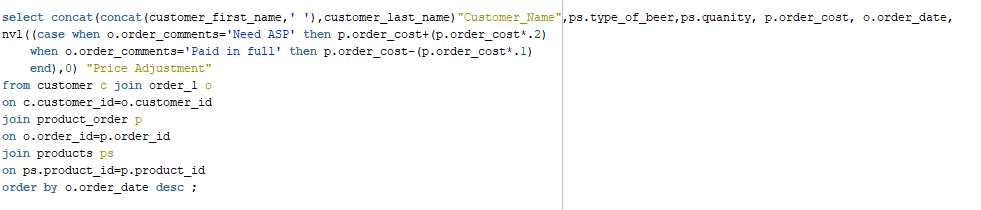 select concat(concat(customer_first_name,' '),customer_last_name)"Customer_Name",ps.type_of_beer,ps.quanity, p.order_cost, o.order_date,
nvl((case when o.order_comments='Need ASP' then p.order_cost+(p.order_cost*.2)
when o.order_comments='Paid in full' then p.order_cost-(p.order_cost*.1)
end),0) "Price Adjustment"
from customer c join order_1 o
on c.customer_id=o.customer_id
join product_order p
on o.order_id=p.order_id
join products ps
on ps.product_id=p.product_id
order by o.order_date desc ;